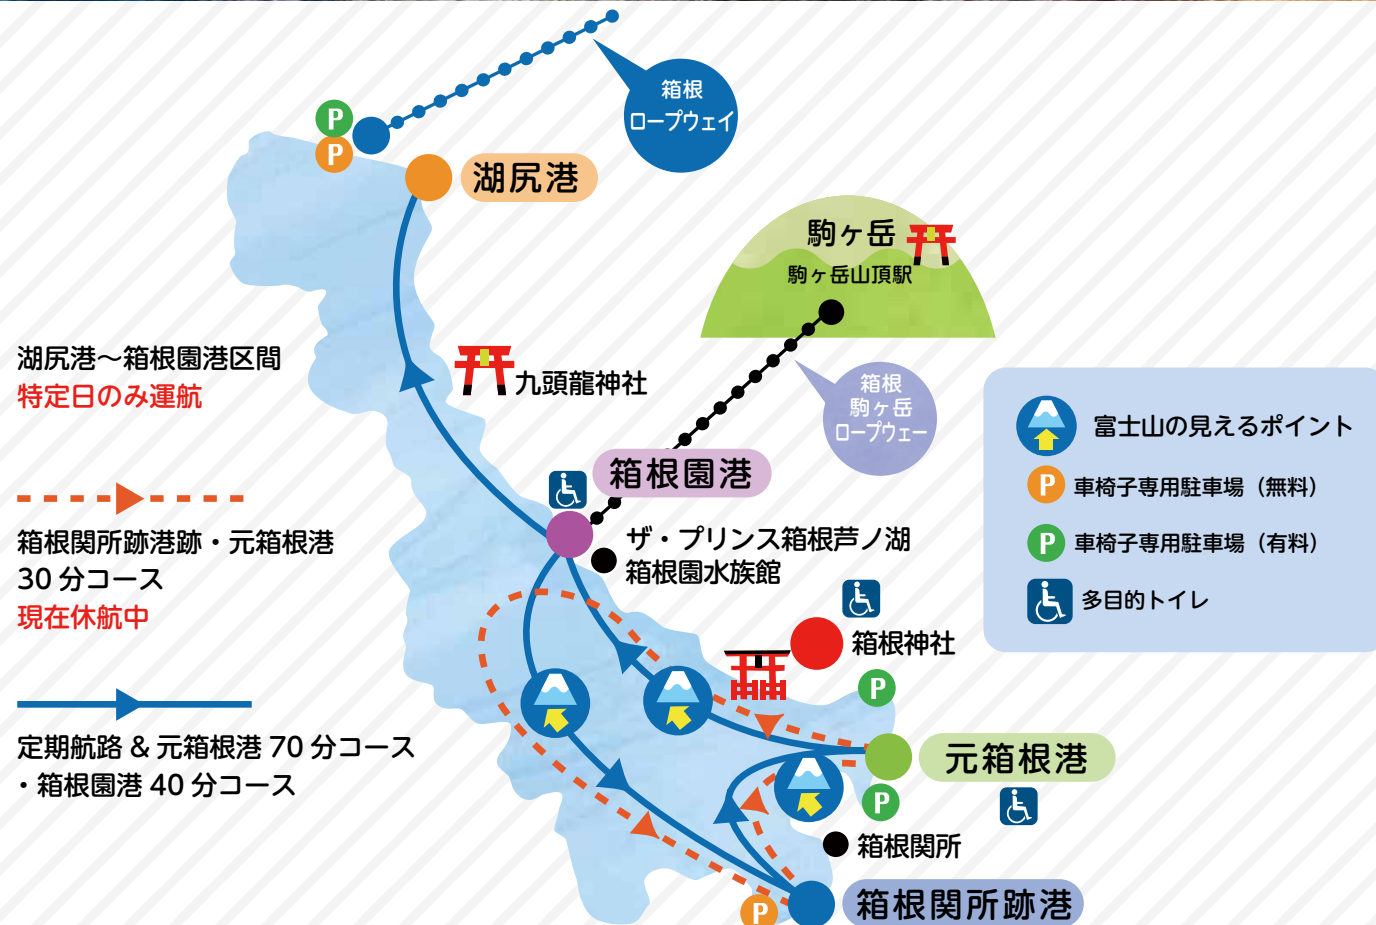 箱根
ロープウェイ
P
P
湖尻港
駒ヶ岳
駒ヶ岳山頂駅
湖尻港〜箱根園港区間
特定日のみ運航
九頭龍神社
箱根
駒ヶ岳
ロープウェー
富士山の見えるポイント
P 車椅子専用駐車場（無料）
P 車椅子専用駐車場（有料）
多目的トイレ
箱根園港
箱根関所跡港跡・元箱根港
30 分コース
現在休航中
ザ・プリンス箱根芦ノ湖
箱根園水族館
箱根神社
P
定期航路 & 元箱根港 70 分コース
・箱根園港 40 分コース
元箱根港
P
箱根関所
箱根関所跡港
P